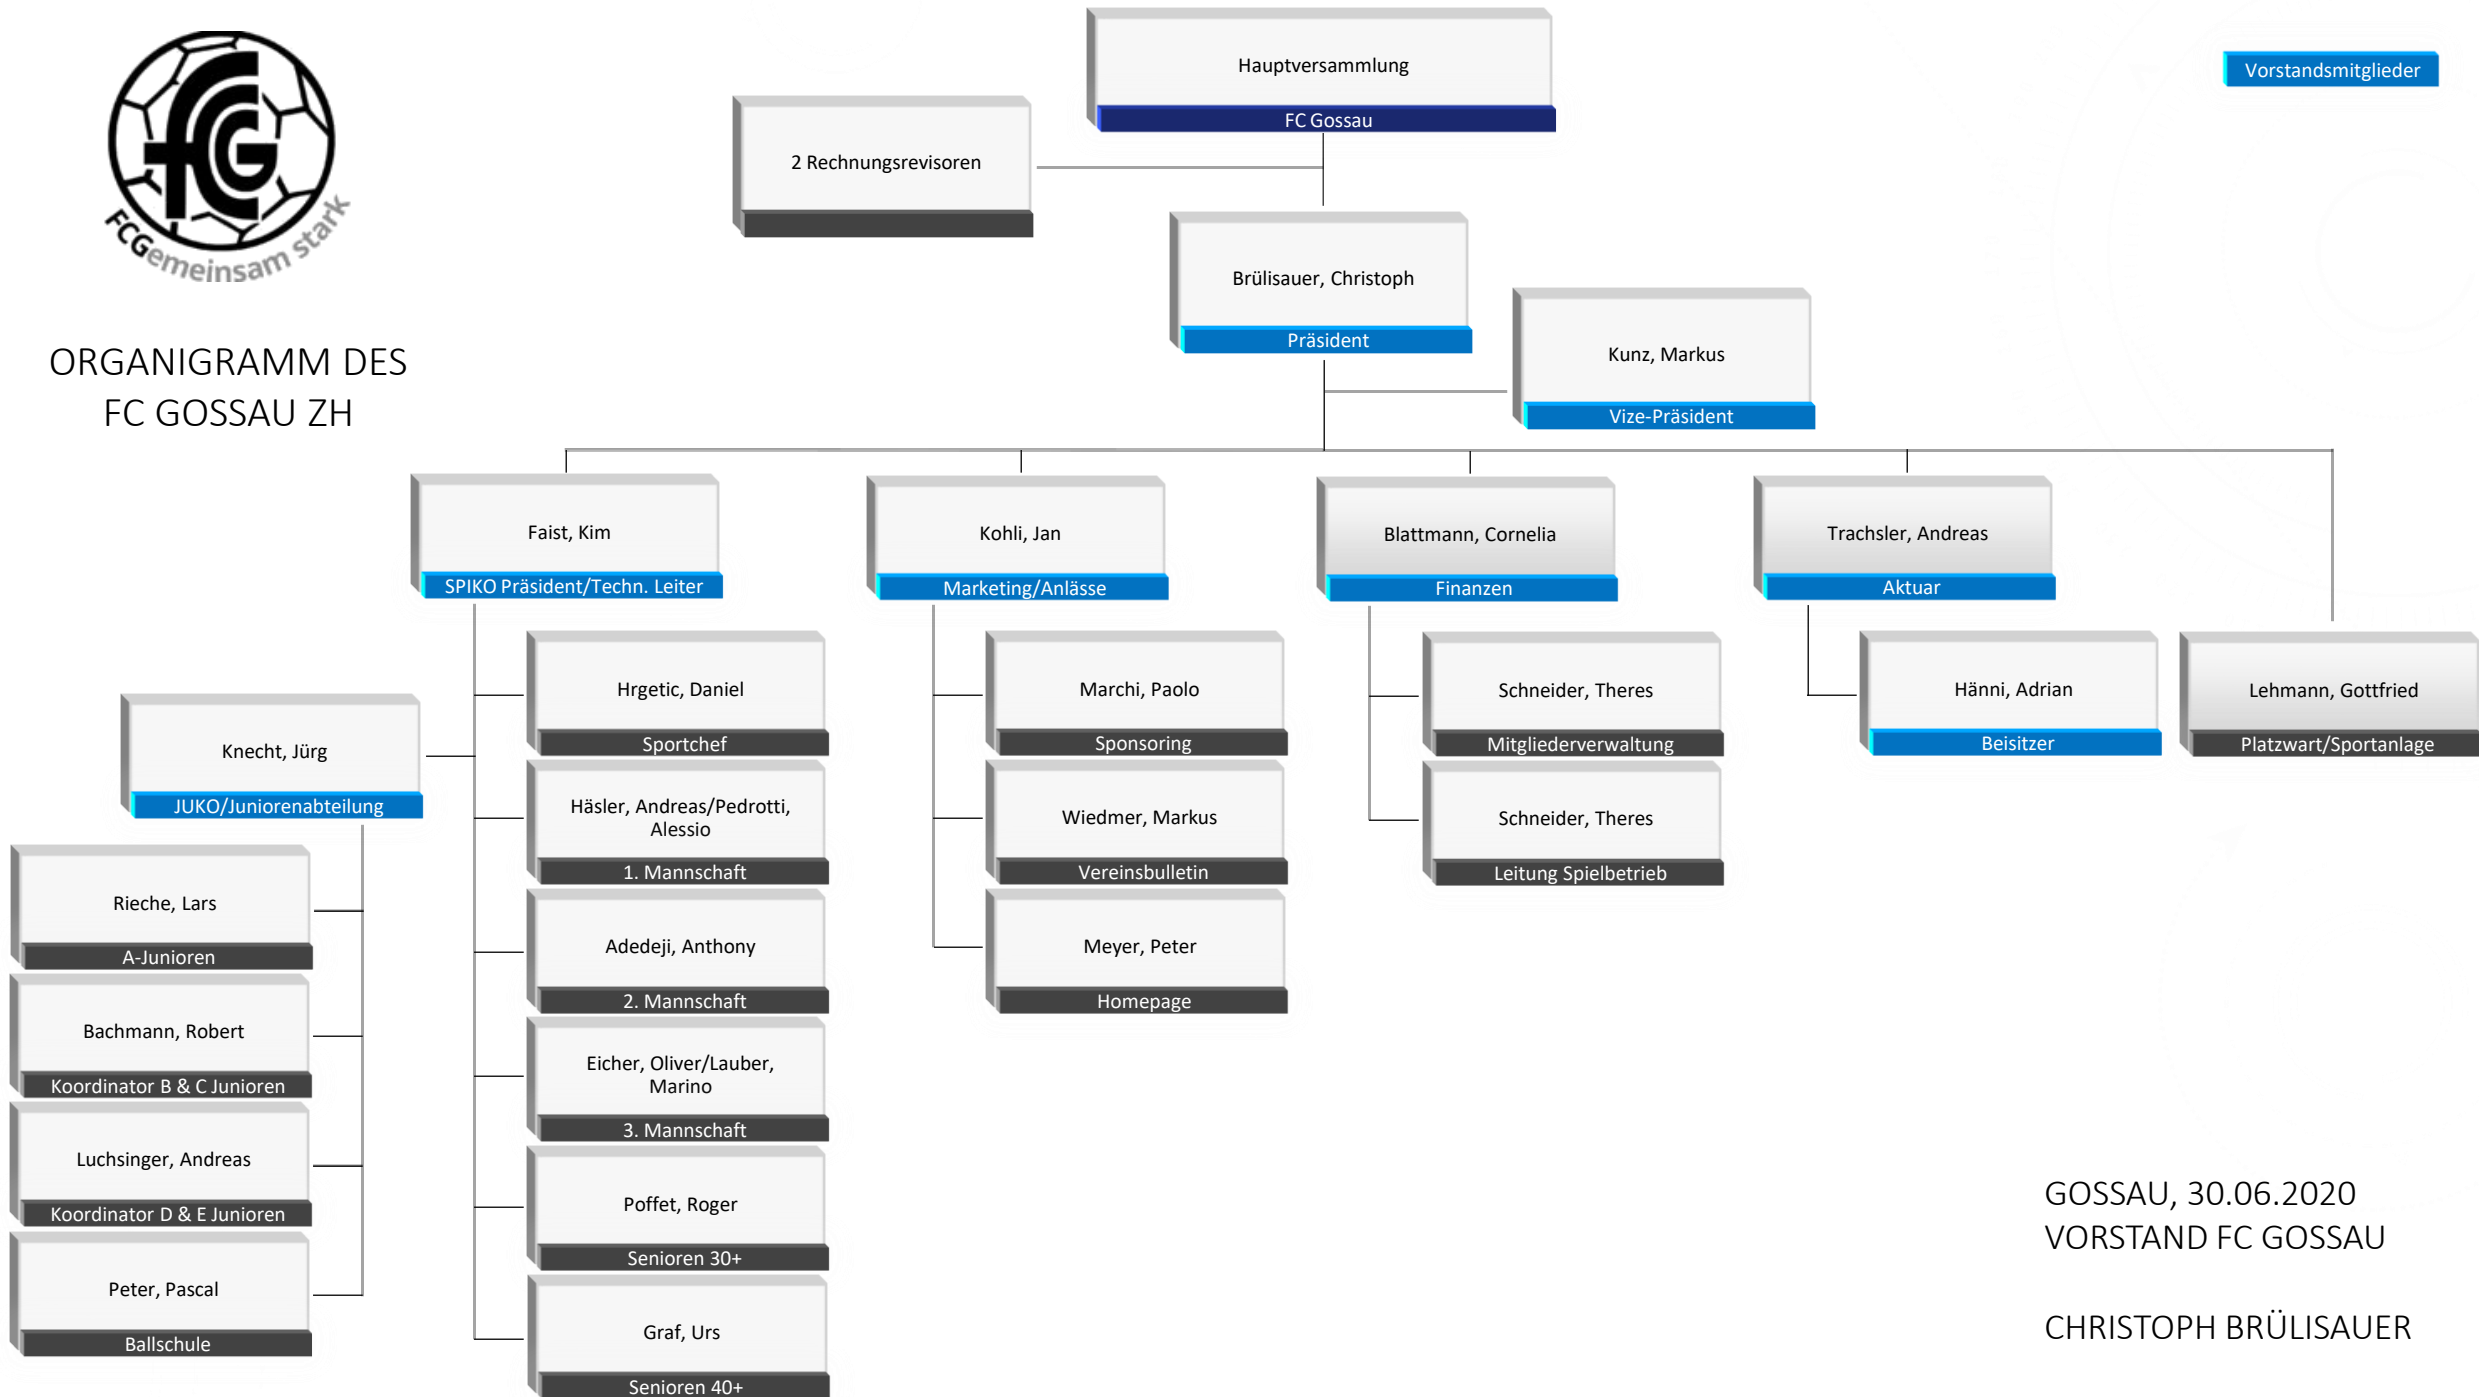 FCG
FCGemeinsam stark
ORGANIGRAMM DES
FC GOSSAU ZH
Vorstandsmitglieder
Hauptversammlung
FC Gossau
2 Rechnungsrevisoren
Brülisauer, Christoph
Präsident
Kunz, Markus
Vize-Präsident
Faist, Kim
SPIKO Präsident/Techn. Leiter
Kohli, Jan
Marketing/Anlässe
Blattmann, Cornelia
Finanzen
Trachsler, Andreas
Aktuar
Knecht, Jürg
JUKO/Juniorenabteilung
Rieche, Lars
A-Junioren
Bachmann, Robert
Koordinator B & C Junioren
Luchsinger, Andreas
Koordinator D & E Junioren
Peter, Pascal
Ballschule
Hrgetic, Daniel
Sportchef
Häsler, Andreas/Pedrotti,
Alessio
1. Mannschaft
Adedeji, Anthony
2. Mannschaft
Eicher, Oliver/Lauber,
Marino
3. Mannschaft
Poffet, Roger
Senioren 30+
Graf, Urs
Senioren 40+
Marchi, Paolo
Sponsoring
Wiedmer, Markus
Vereinsbulletin
Meyer, Peter
Homepage
Schneider, Theres
Mitgliederverwaltung
Schneider, Theres
Leitung Spielbetrieb
Hänni, Adrian
Beisitzer
Lehmann, Gottfried
Platzwart/Sportanlage
GOSSAU, 30.06.2020
VORSTAND FC GOSSAU
CHRISTOPH BRÜLISAUER